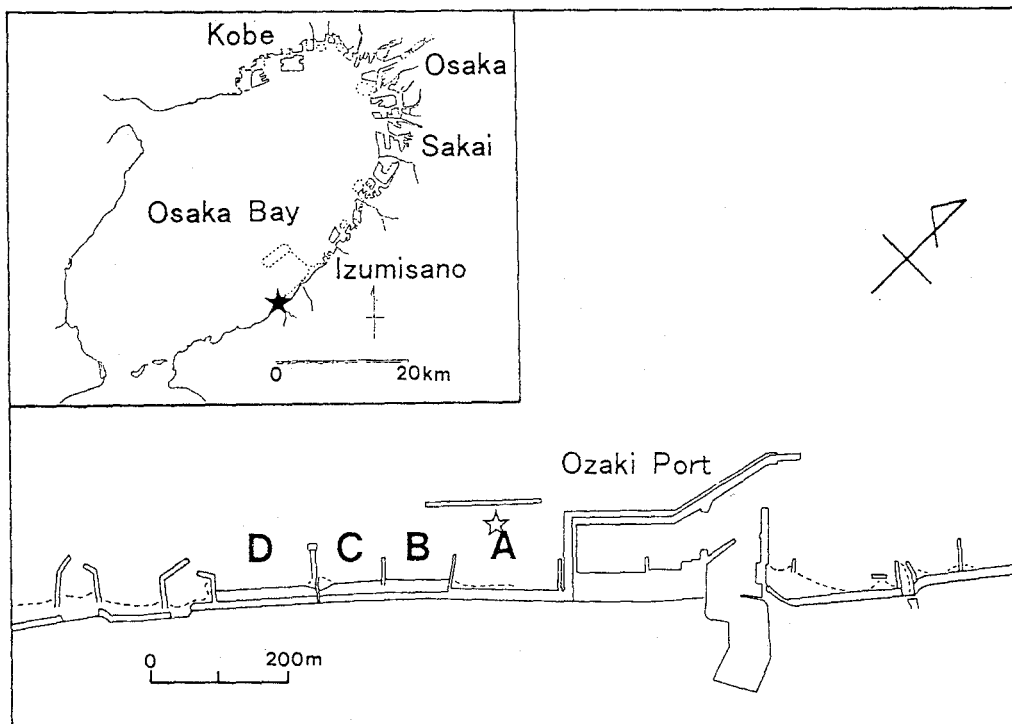 Kobe
Osaka
Sakai
Osaka Bay
Izumisano
0 20km
Ozaki Port
D C B A
0 200m